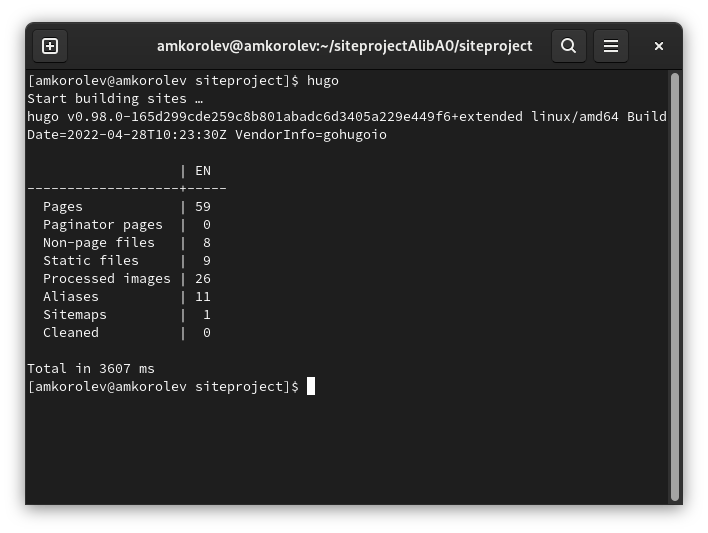 amkorolev@amkorolev:~/siteprojectAlibA0/siteproject
[amkorolev@amkorolev siteproject]$ hugo
Start building sites …
hugo v0.98.0-165d299cde259c8b801abadc6d3405a229e449f6+extended linux/amd64 Build
Date=2022-04-28T10:23:30Z VendorInfo=gohugoio
                   | EN
-------------------+-----
  Pages            | 59
  Paginator pages  |  0
  Non-page files   |  8
  Static files     |  9
  Processed images | 26
  Aliases          | 11
  Sitemaps         |  1
  Cleaned          |  0
Total in 3607 ms
[amkorolev@amkorolev siteproject]$